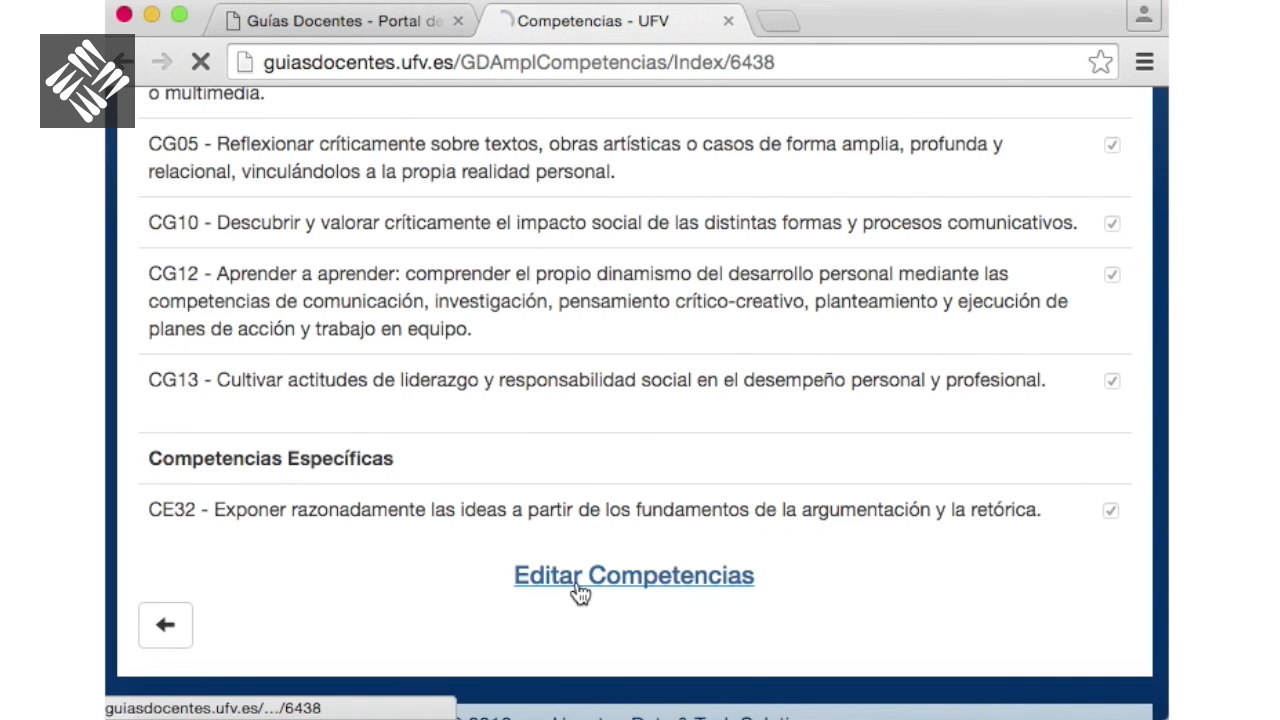 Guías Docentes - Portal de
Competencias - UFV
guiasdocentes.ufv.es/GDAmplCompetencias/Index/6438
o multimedia.
CG05 - Reflexionar críticamente sobre textos, obras artísticas o casos de forma amplia, profunda y
relacional, vinculándolos a la propia realidad personal.
CG10 - Descubrir y valorar críticamente el impacto social de las distintas formas y procesos comunicativos.
CG12 - Aprender a aprender: comprender el propio dinamismo del desarrollo personal mediante las
competencias de comunicación, investigación, pensamiento crítico-creativo, planteamiento y ejecución de
planes de acción y trabajo en equipo.
CG13 - Cultivar actitudes de liderazgo y responsabilidad social en el desempeño personal y profesional.
Competencias Específicas
CE32 - Exponer razonadamente las ideas a partir de los fundamentos de la argumentación y la retórica.
Editar Competencias
guiasdocentes.ufv.es/.../6438